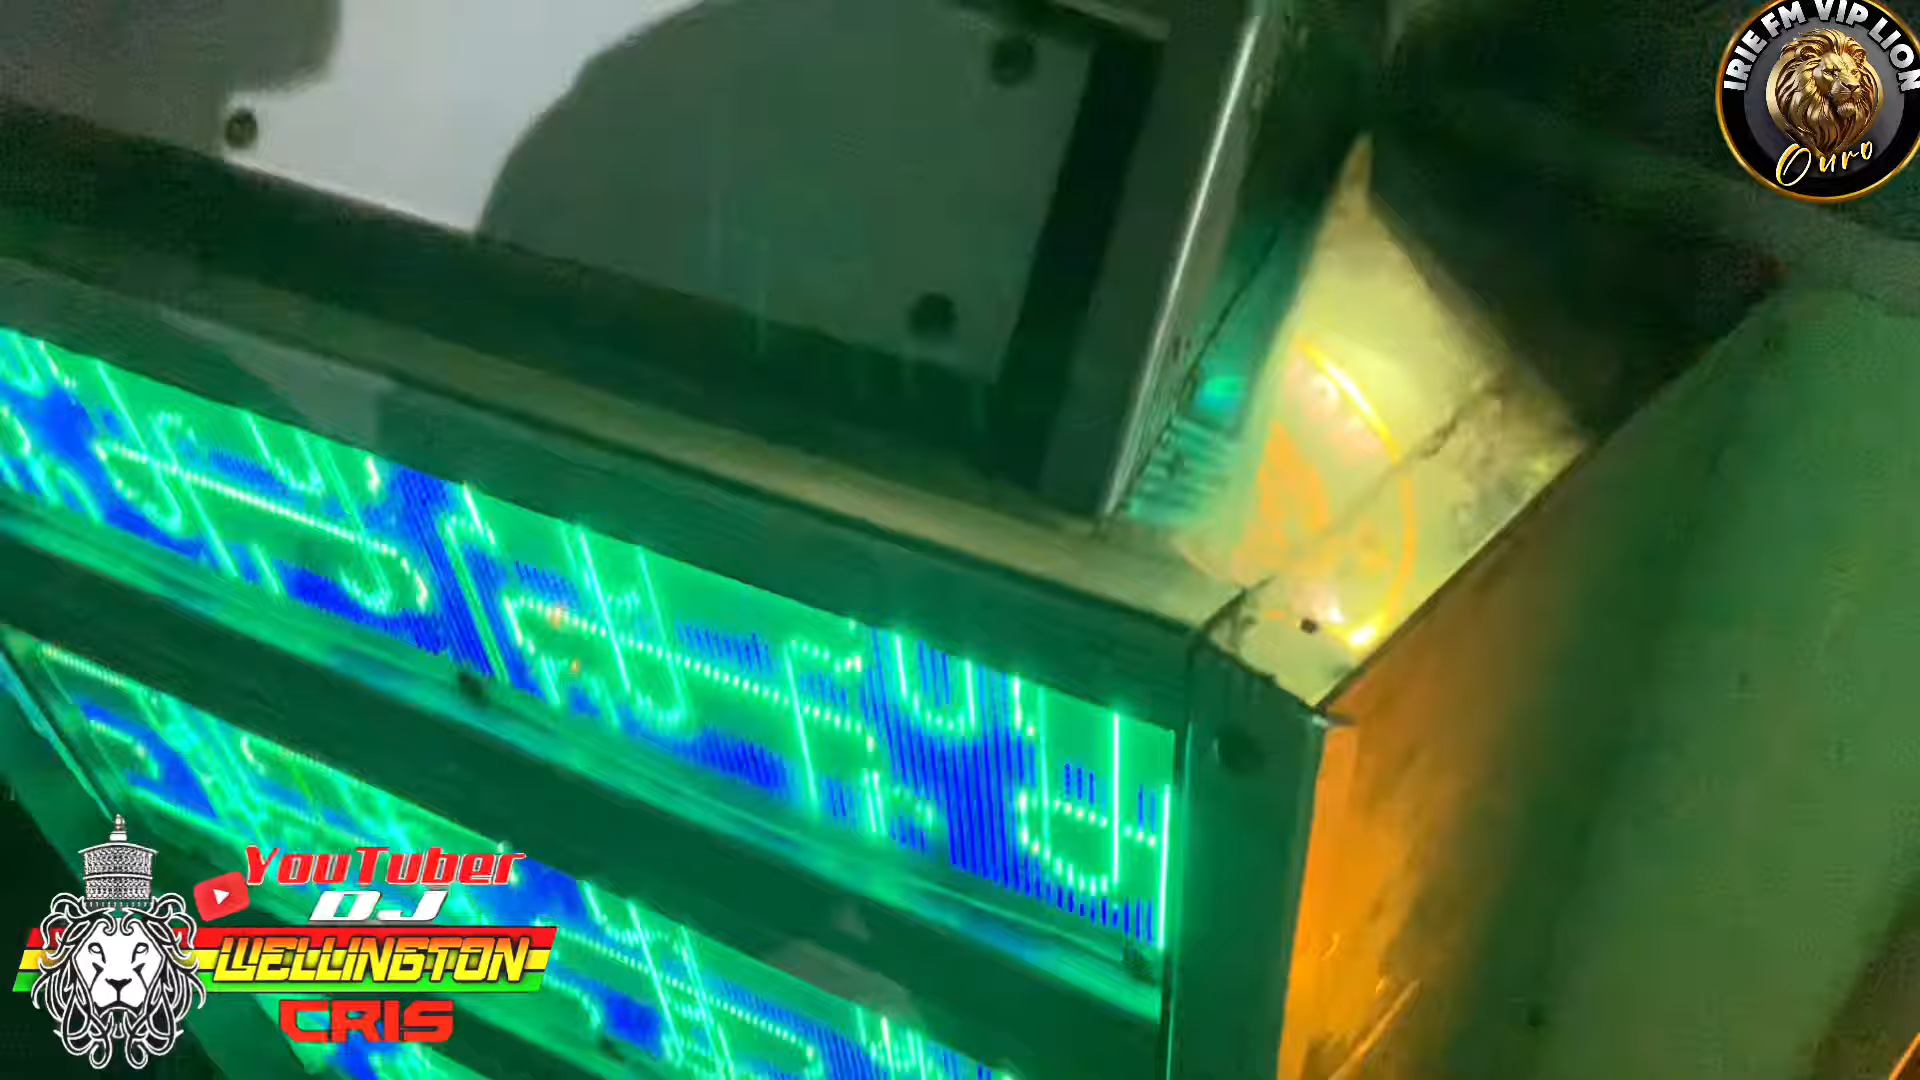 IRIE FM VIP LION
Ouro
YouTuber
DJ
WELLINGTON
CRIS